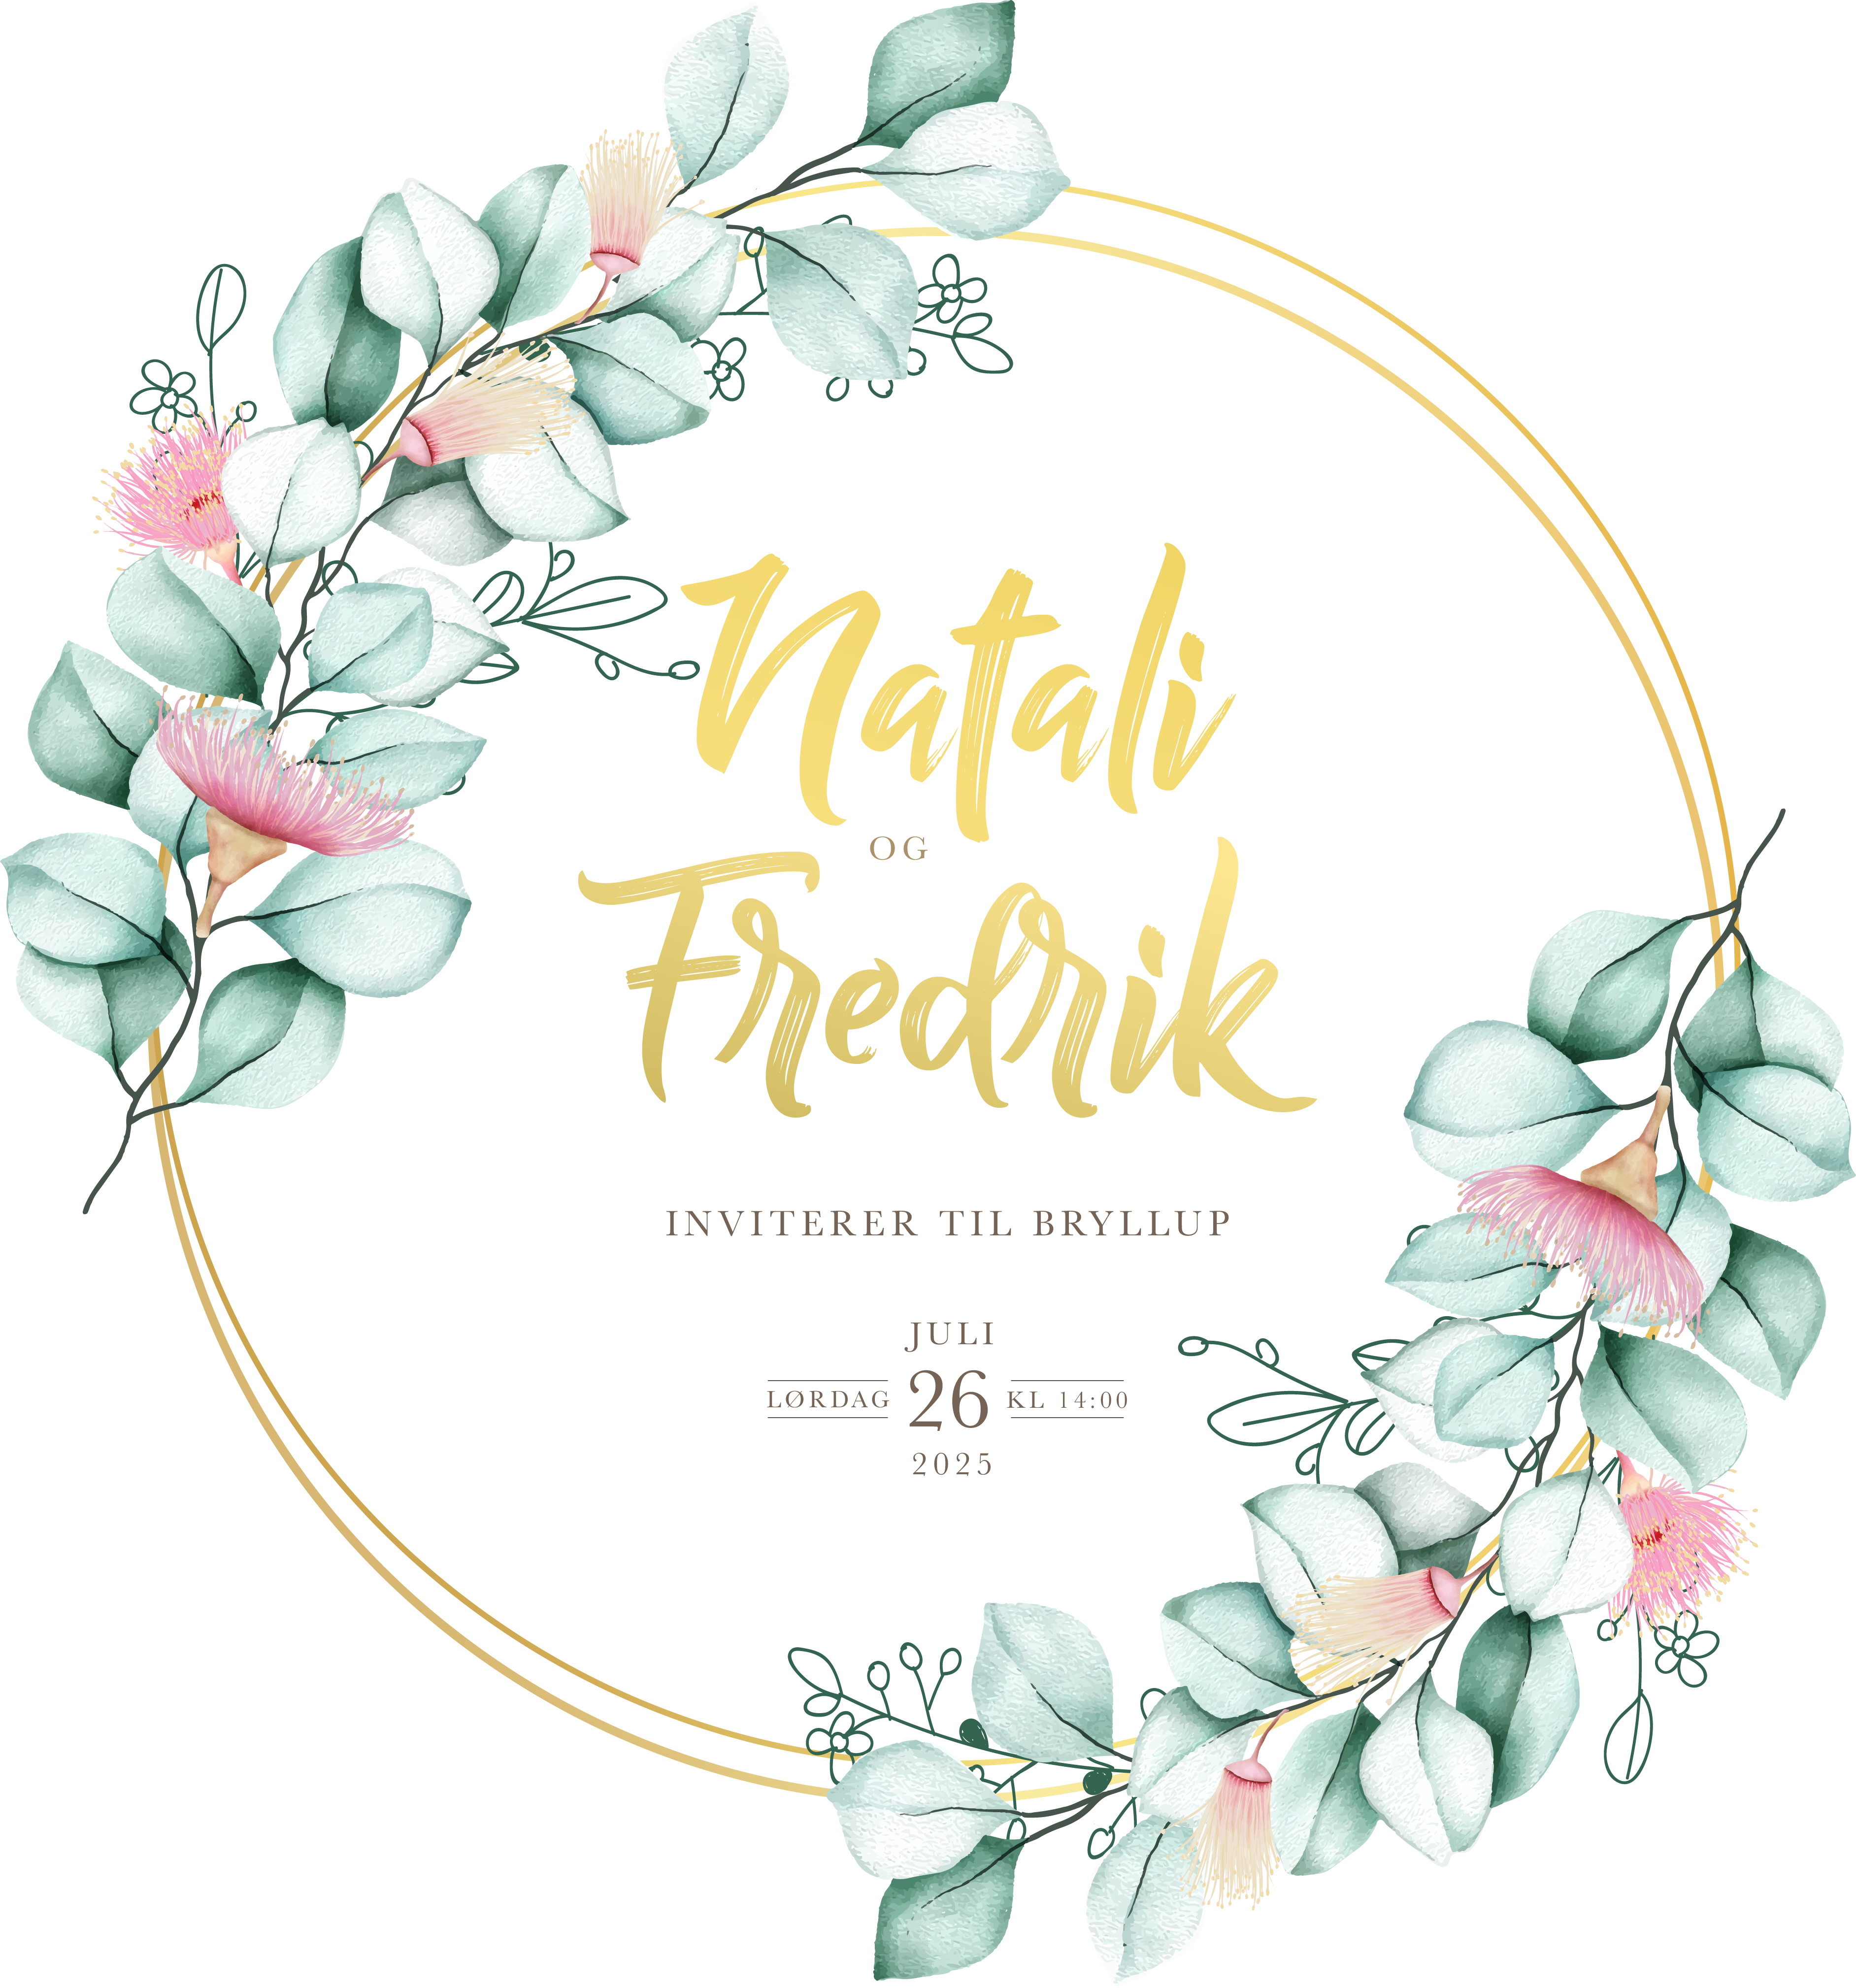 Natali
OG
Fredrik
INVITERER TIL BRYLLUP
JULI
LØRDAG 26 KL 14:00
2025